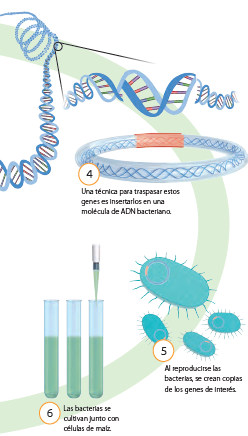 4
Una técnica para traspasar estos
genes es insertarlos en una
molécula de ADN bacteriano.
5
Al reproducirse las
bacterias, se crean copias
de los genes de interés.
6
Las bacterias se
cultivan junto con
células de maíz.